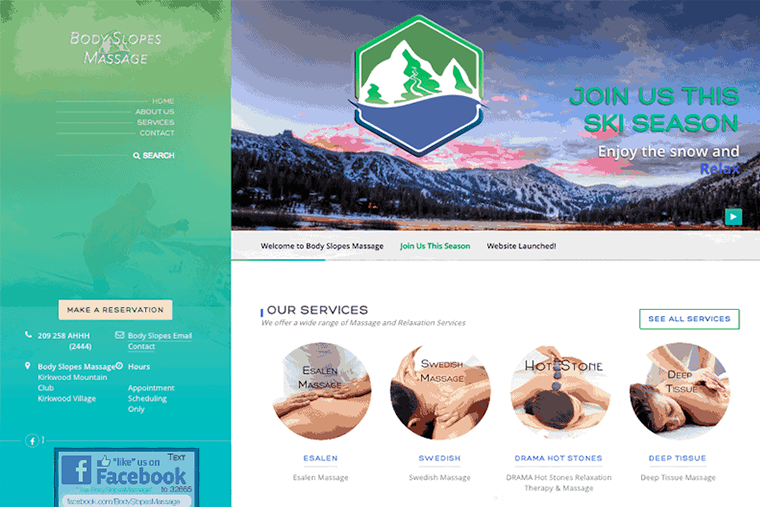 BODY SLOPES
MASSAGE
HOME
ABOUT US
SERVICES
CONTACT
SEARCH
MAKE A RESERVATION
209 258 AHHH
(2444)
Body Slopes Email
Contact
Body Slopes Massage
Kirkwood Mountain
Club
Kirkwood Village
Hours
Appointment
Scheduling
Only
"like" us on
Facebook
Text
to 32665
facebook.com/BodySlopesMassage
JOIN US THIS
SKI SEASON
Enjoy the snow and
Relax
Welcome to Body Slopes Massage
Join Us This Season
Website Launched!
OUR SERVICES
We offer a wide range of Massage and Relaxation Services
SEE ALL SERVICES
ESALEN
MASSAGE
SWEDISH
MASSAGE
HOT STONE
DEEP
TISSUE
ESALEN
Esalen Massage
SWEDISH
Swedish Massage
DRAMA HOT STONES
DRAMA Hot Stones Relaxation
Therapy & Massage
DEEP TISSUE
Deep Tissue Massage